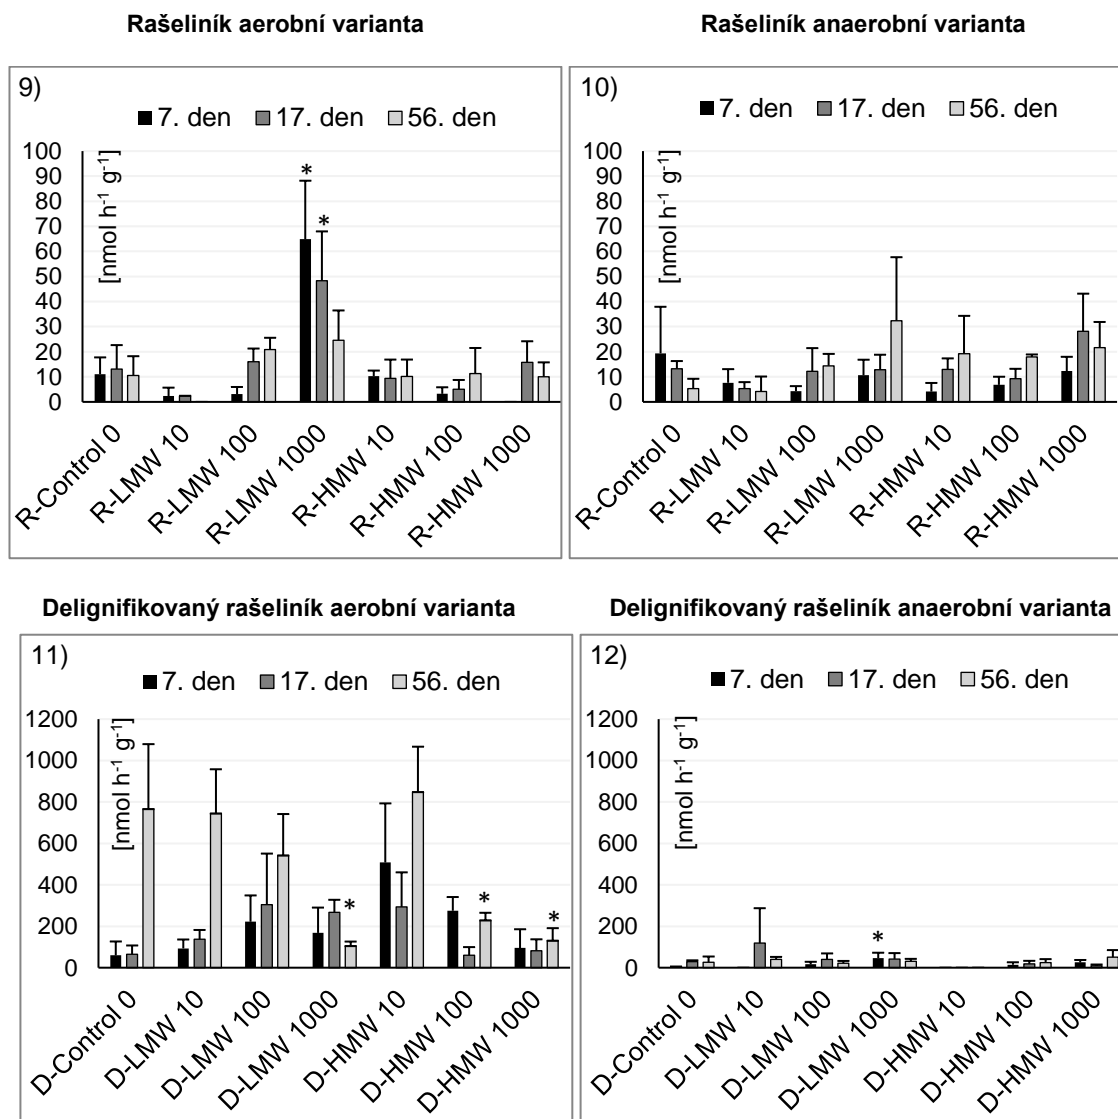 Rašeliník aerobní varianta
Rašeliník anaerobní varianta
9)
7. den 17. den 56. den
[nmol h⁻¹ g⁻¹]
100
90
80
70
60
50
40
30
20
10
0
*
*
R-Control 0
R-LMW 10
R-LMW 100
R-LMW 1000
R-HMW 10
R-HMW 100
R-HMW 1000
10)
7. den 17. den 56. den
[nmol h⁻¹ g⁻¹]
100
90
80
70
60
50
40
30
20
10
0
R-Control 0
R-LMW 10
R-LMW 100
R-LMW 1000
R-HMW 10
R-HMW 100
R-HMW 1000
Delignifikovaný rašeliník aerobní varianta
Delignifikovaný rašeliník anaerobní varianta
11)
7. den 17. den 56. den
[nmol h⁻¹ g⁻¹]
1200
1000
800
600
400
200
0
*
*
*
D-Control 0
D-LMW 10
D-LMW 100
D-LMW 1000
D-HMW 10
D-HMW 100
D-HMW 1000
12)
7. den 17. den 56. den
[nmol h⁻¹ g⁻¹]
1200
1000
800
600
400
200
0
*
D-Control 0
D-LMW 10
D-LMW 100
D-LMW 1000
D-HMW 10
D-HMW 100
D-HMW 1000